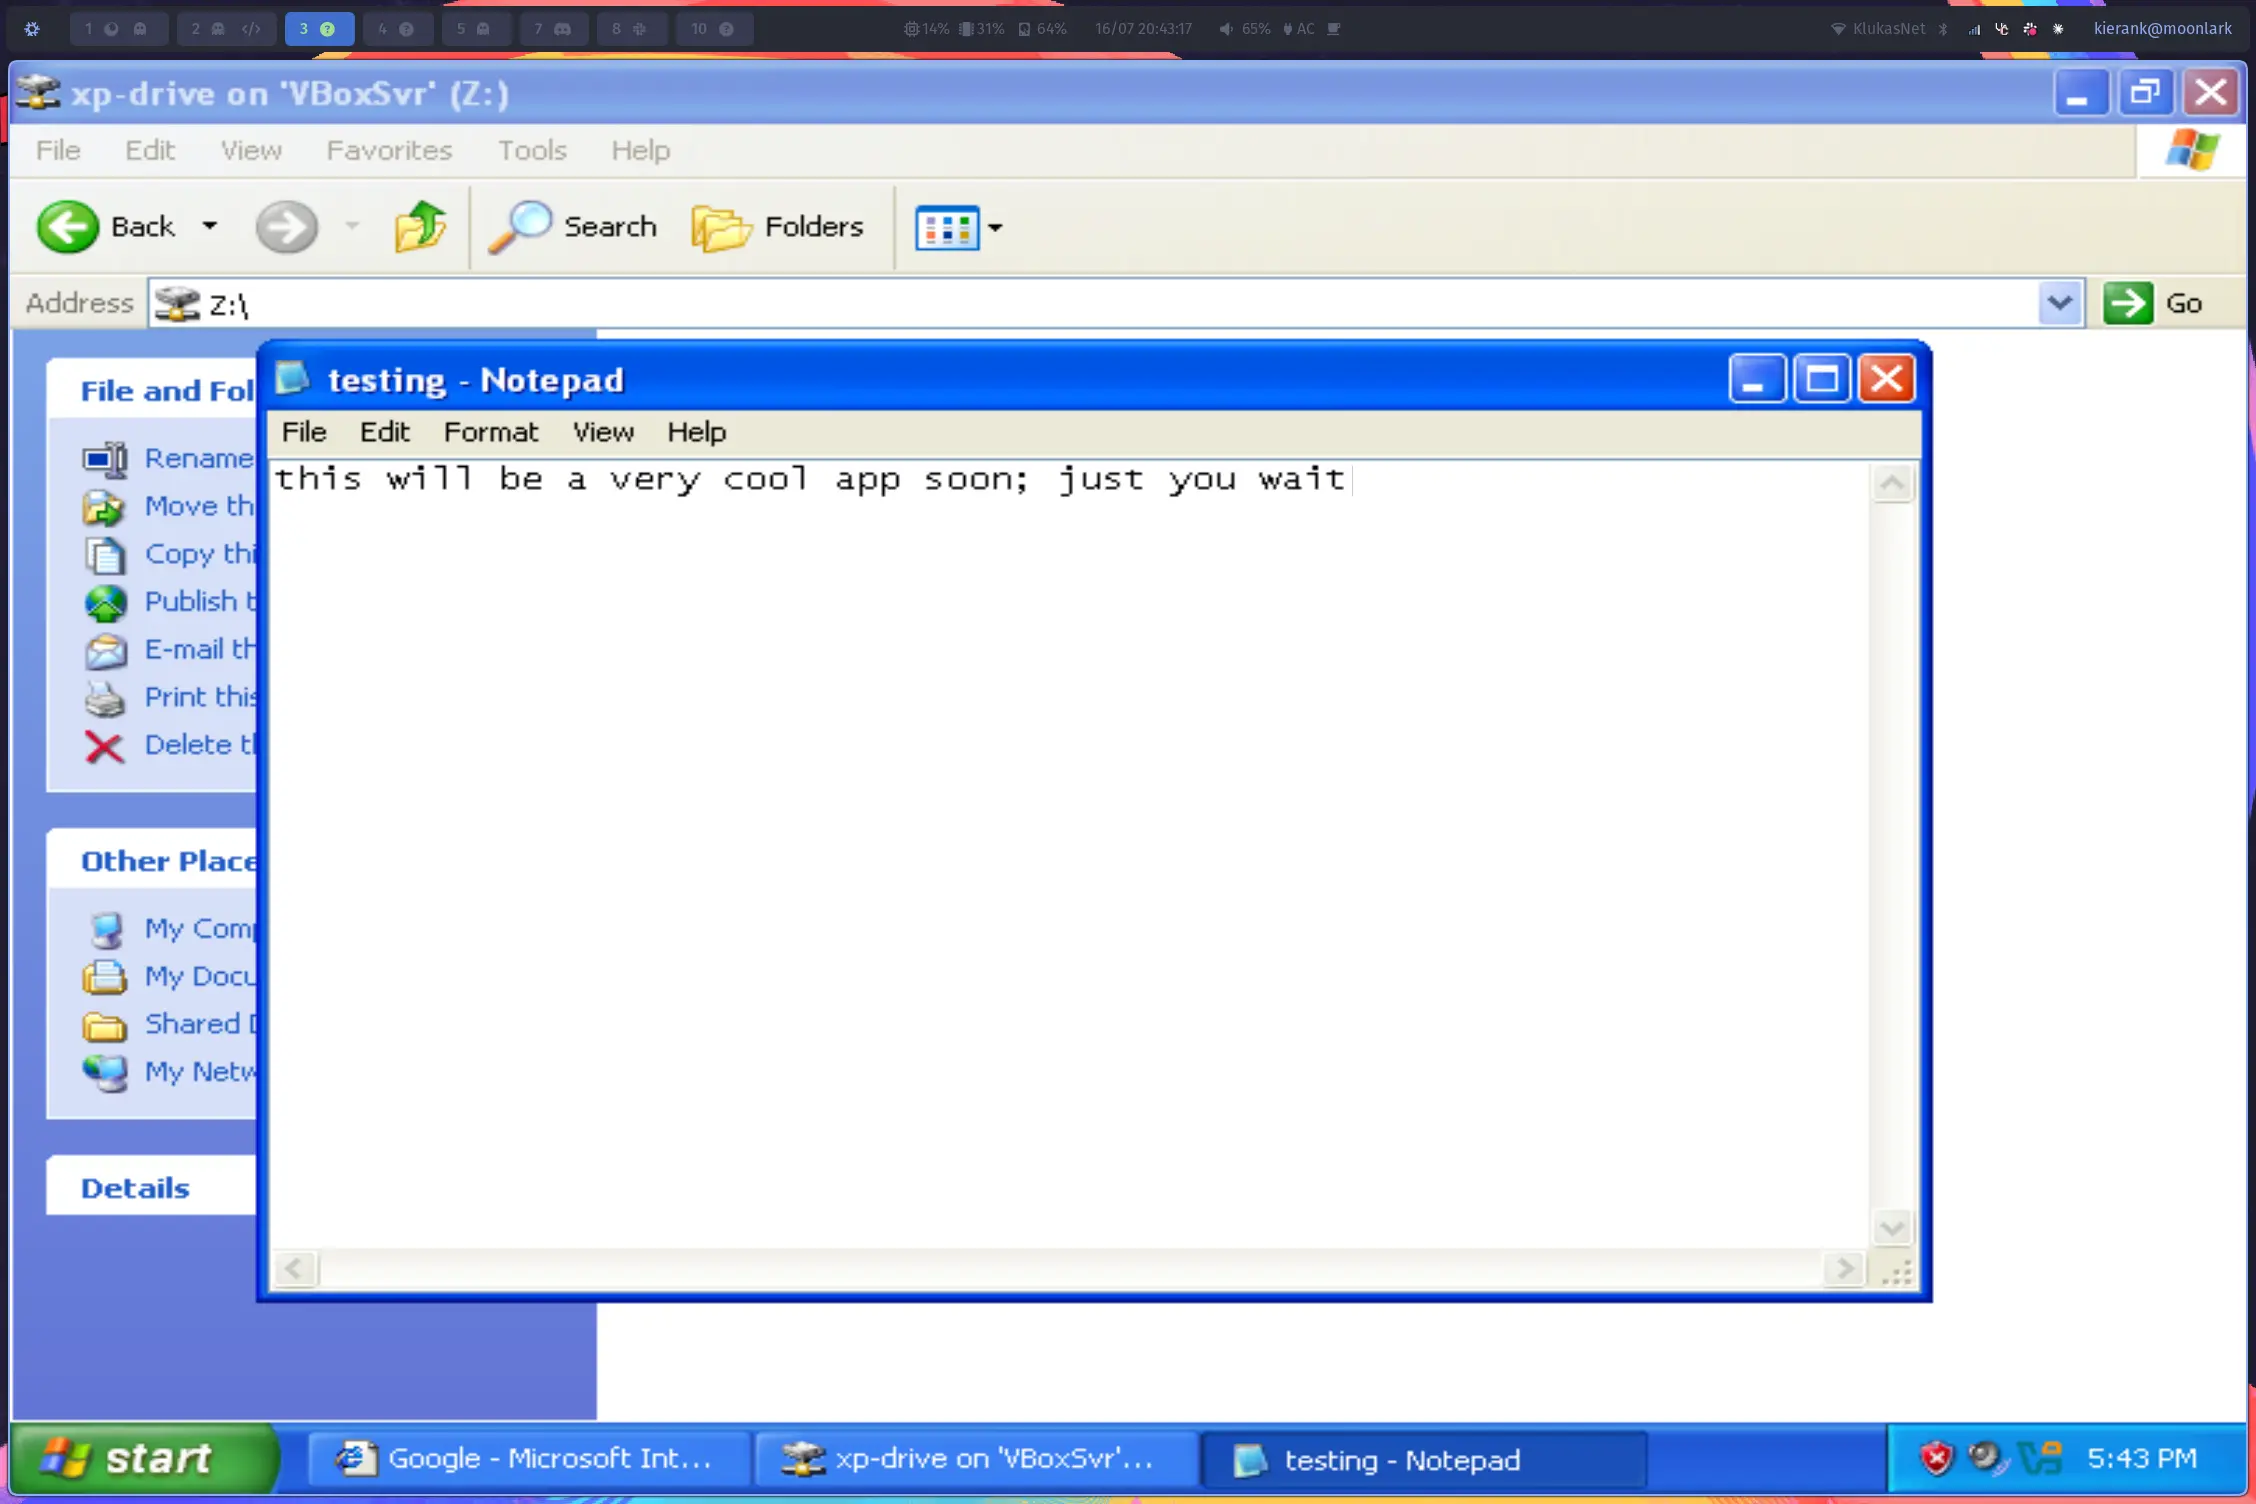 1 2 </> 3 4 5 7 8 10 14% 31% 64% 16/07 20:43:17 65% AC KlukasNet kierank@moonlark
xp-drive on 'VBoxSvr' (Z:)
File Edit View Favorites Tools Help
Back Search Folders
Address Z:\ Go
testing - Notepad
File Edit Format View Help
this will be a very cool app soon; just you wait
File and Fol
Rename
Move th
Copy thi
Publish t
E-mail th
Print this
Delete t
Other Place
My Comp
My Docu
Shared D
My Netw
Details
start Google - Microsoft Int... xp-drive on 'VBoxSvr'... testing - Notepad 5:43 PM